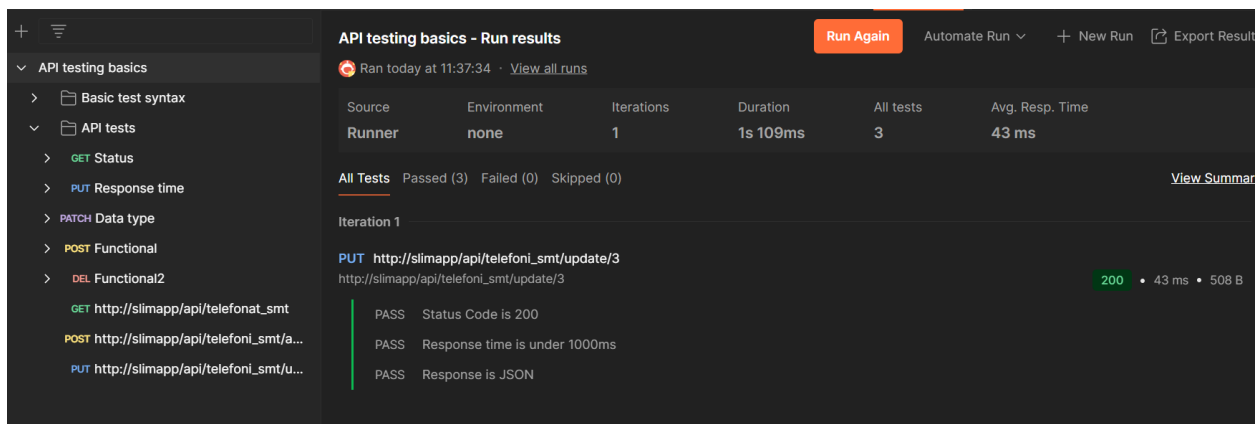 API testing basics
Basic test syntax
API tests
GET Status
PUT Response time
PATCH Data type
POST Functional
DEL Functional2
GET http://slimapp/api/telefonat_smt
POST http://slimapp/api/telefoni_smt/a...
PUT http://slimapp/api/telefoni_smt/u...
API testing basics - Run results
Run Again
Automate Run
+ New Run
Export Result
Ran today at 11:37:34 · View all runs
Source Environment Iterations Duration All tests Avg. Resp. Time
Runner none 1 1s 109ms 3 43 ms
All Tests Passed (3) Failed (0) Skipped (0) View Summar
Iteration 1
PUT http://slimapp/api/telefoni_smt/update/3
http://slimapp/api/telefoni_smt/update/3 200 • 43 ms • 508 B
PASS Status Code is 200
PASS Response time is under 1000ms
PASS Response is JSON